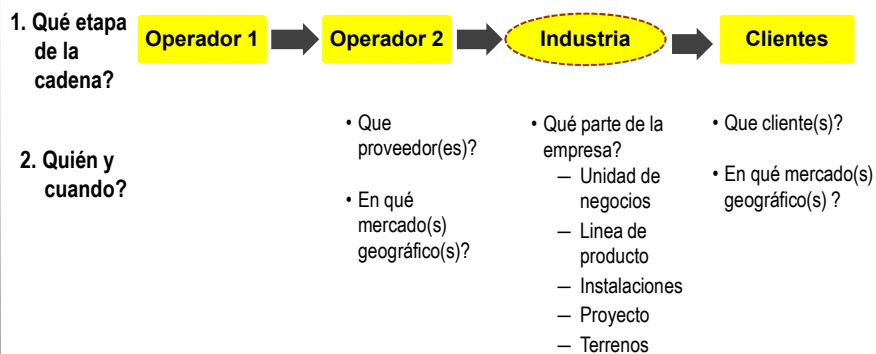 1. Qué etapa
de la
cadena?
Operador 1
Operador 2
Industria
Clientes
2. Quién y
cuando?
• Que
proveedor(es)?
• En qué
mercado(s)
geográfico(s)?
• Qué parte de la
empresa?
— Unidad de
negocios
— Linea de
producto
— Instalaciones
— Proyecto
— Terrenos
• Que cliente(s)?
• En qué mercado(s)
geográfico(s) ?